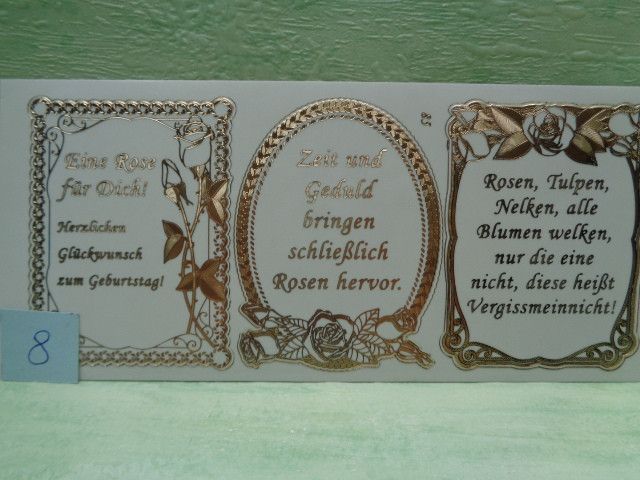 Eine Rose
für Dich!
Herzlichen
Glückwunsch
zum Geburtstag!
Zeit und
Geduld
bringen
schließlich
Rosen hervor.
Rosen, Tulpen,
Nelken, alle
Blumen welken,
nur die eine
nicht, diese heißt
Vergissmeinnicht!
8